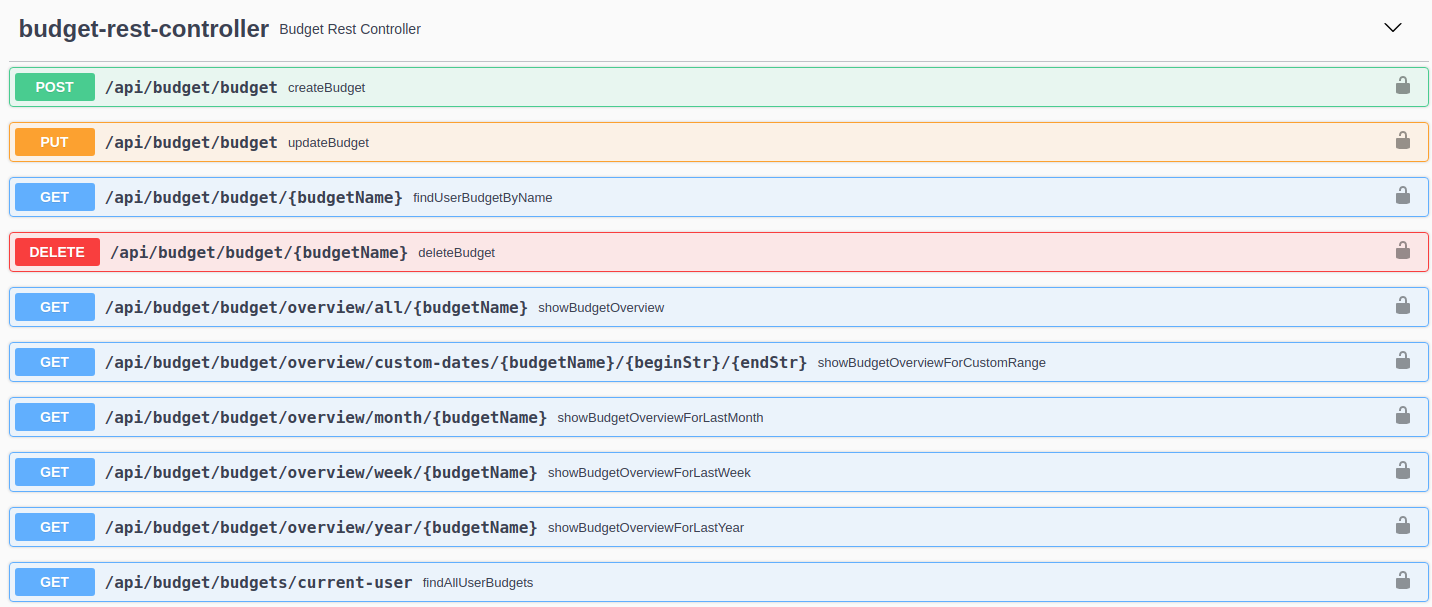 budget-rest-controller Budget Rest Controller
POST /api/budget/budget createBudget
PUT /api/budget/budget updateBudget
GET /api/budget/budget/{budgetName} findUserBudgetByName
DELETE /api/budget/budget/{budgetName} deleteBudget
GET /api/budget/budget/overview/all/{budgetName} showBudgetOverview
GET /api/budget/budget/overview/custom-dates/{budgetName}/{beginStr}/{endStr} showBudgetOverviewForCustomRange
GET /api/budget/budget/overview/month/{budgetName} showBudgetOverviewForLastMonth
GET /api/budget/budget/overview/week/{budgetName} showBudgetOverviewForLastWeek
GET /api/budget/budget/overview/year/{budgetName} showBudgetOverviewForLastYear
GET /api/budget/budgets/current-user findAllUserBudgets